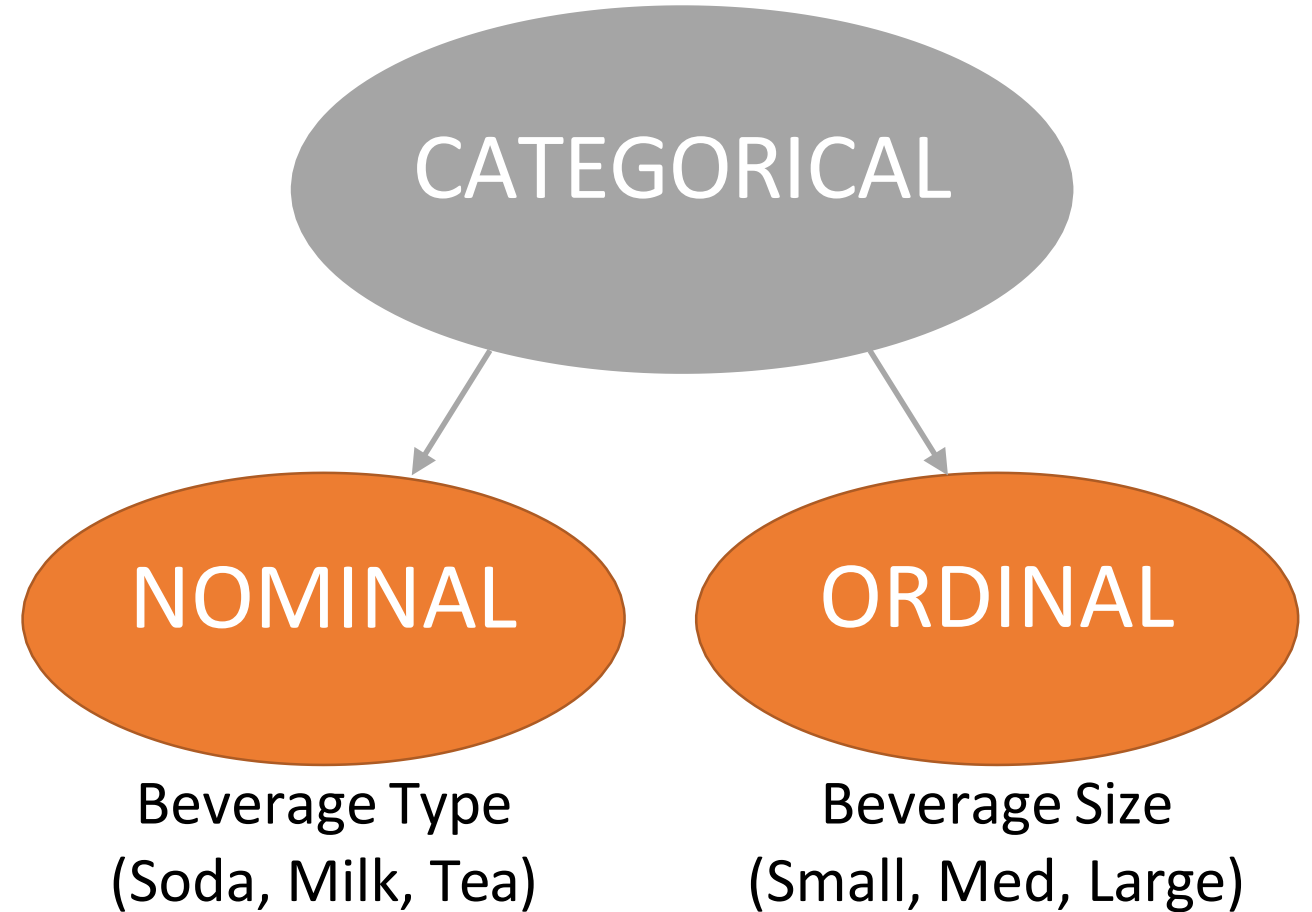 CATEGORICAL
NOMINAL
ORDINAL
Beverage Type
(Soda, Milk, Tea)
Beverage Size
(Small, Med, Large)